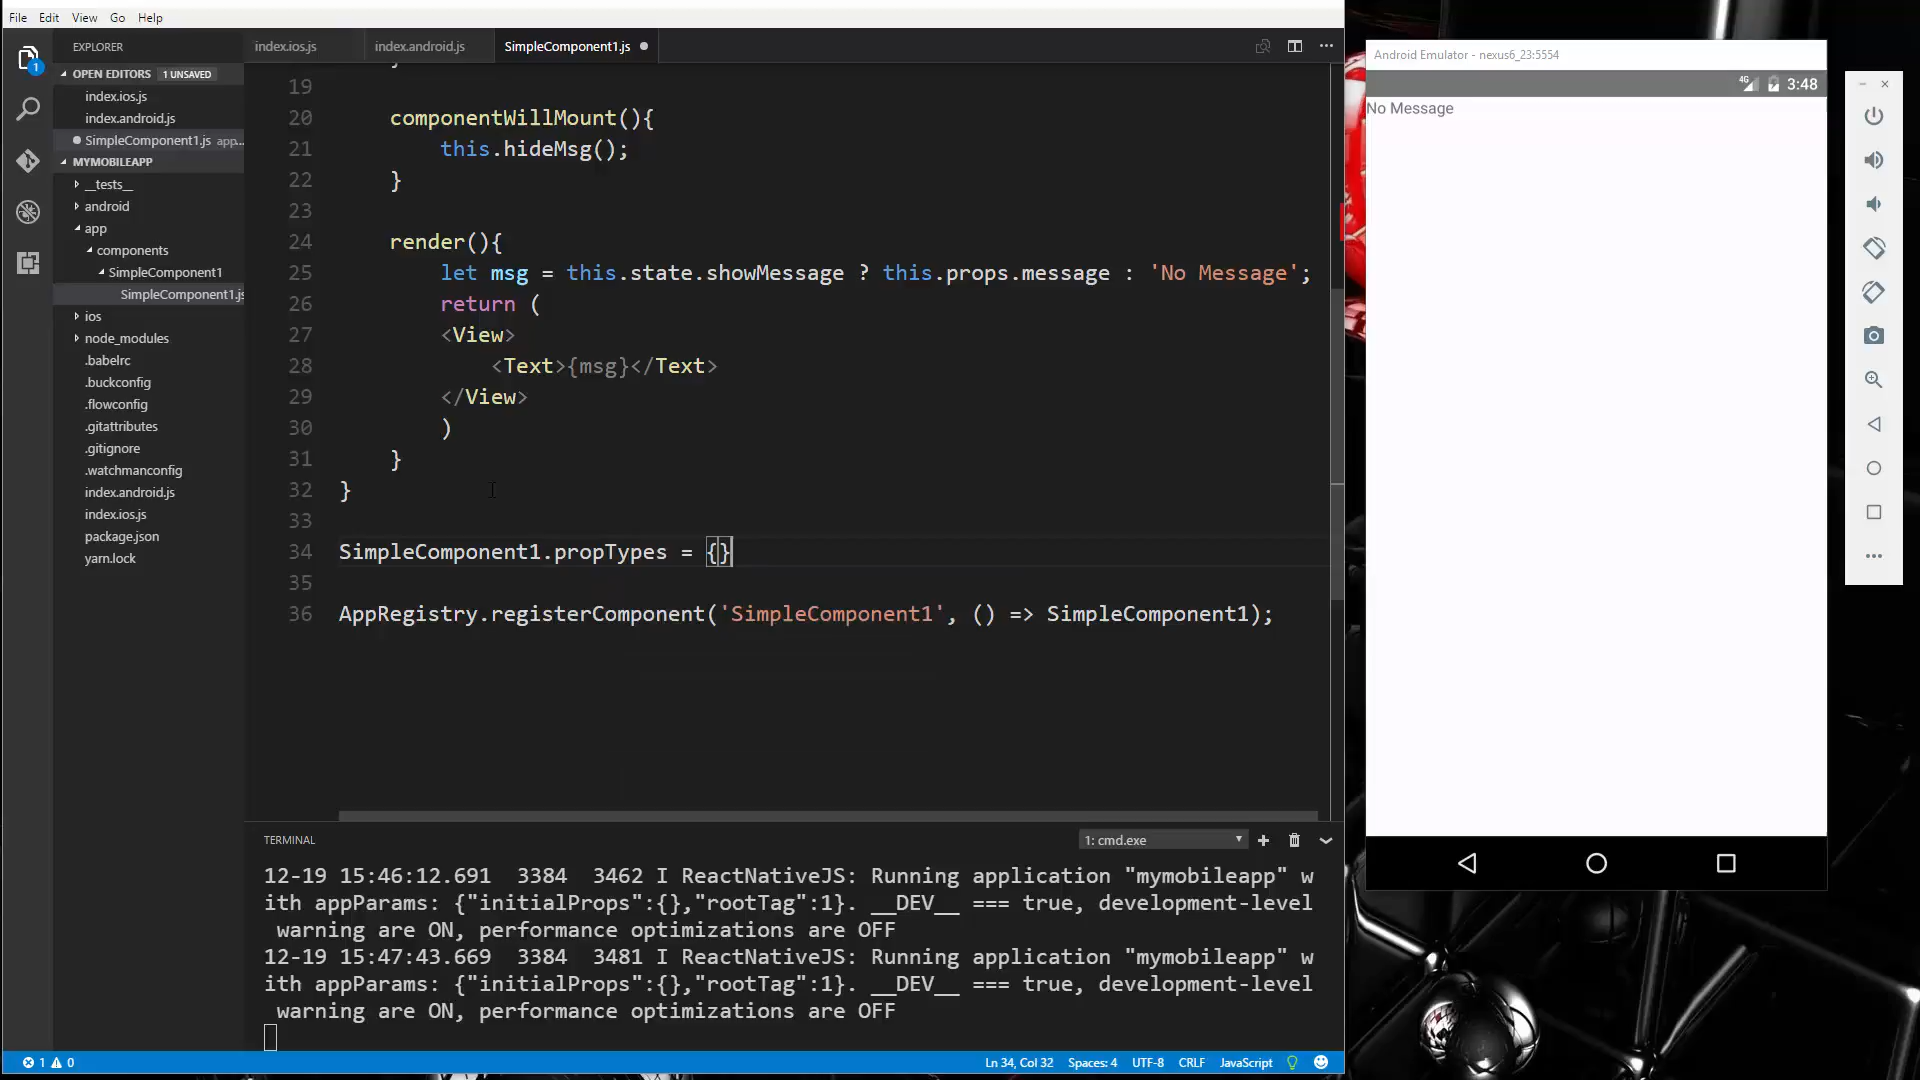 File Edit View Go Help
EXPLORER
OPEN EDITORS 1 UNSAVED
index.ios.js
index.android.js
SimpleComponent1.js app...
MYMOBILEAPP
__tests__
android
app
components
SimpleComponent1
SimpleComponent1.js
ios
node_modules
.babelrc
.buckconfig
.flowconfig
.gitattributes
.gitignore
.watchmanconfig
index.android.js
index.ios.js
package.json
yarn.lock
1
index.ios.js index.android.js SimpleComponent1.js
19
20 componentWillMount(){
21 this.hideMsg();
22 }
23
24 render(){
25 let msg = this.state.showMessage ? this.props.message : 'No Message';
26 return (
27 <View>
28 <Text>{msg}</Text>
29 </View>
30 )
31 }
32 }
33
34 SimpleComponent1.propTypes = {}
35
36 AppRegistry.registerComponent('SimpleComponent1', () => SimpleComponent1);
TERMINAL 1: cmd.exe
12-19 15:46:12.691 3384 3462 I ReactNativeJS: Running application "mymobileapp" w
ith appParams: {"initialProps":{},"rootTag":1}. __DEV__ === true, development-level
warning are ON, performance optimizations are OFF
12-19 15:47:43.669 3384 3481 I ReactNativeJS: Running application "mymobileapp" w
ith appParams: {"initialProps":{},"rootTag":1}. __DEV__ === true, development-level
warning are ON, performance optimizations are OFF
1 0 Ln 34, Col 32 Spaces: 4 UTF-8 CRLF JavaScript
Android Emulator - nexus6_23:5554
4G 3:48
No Message